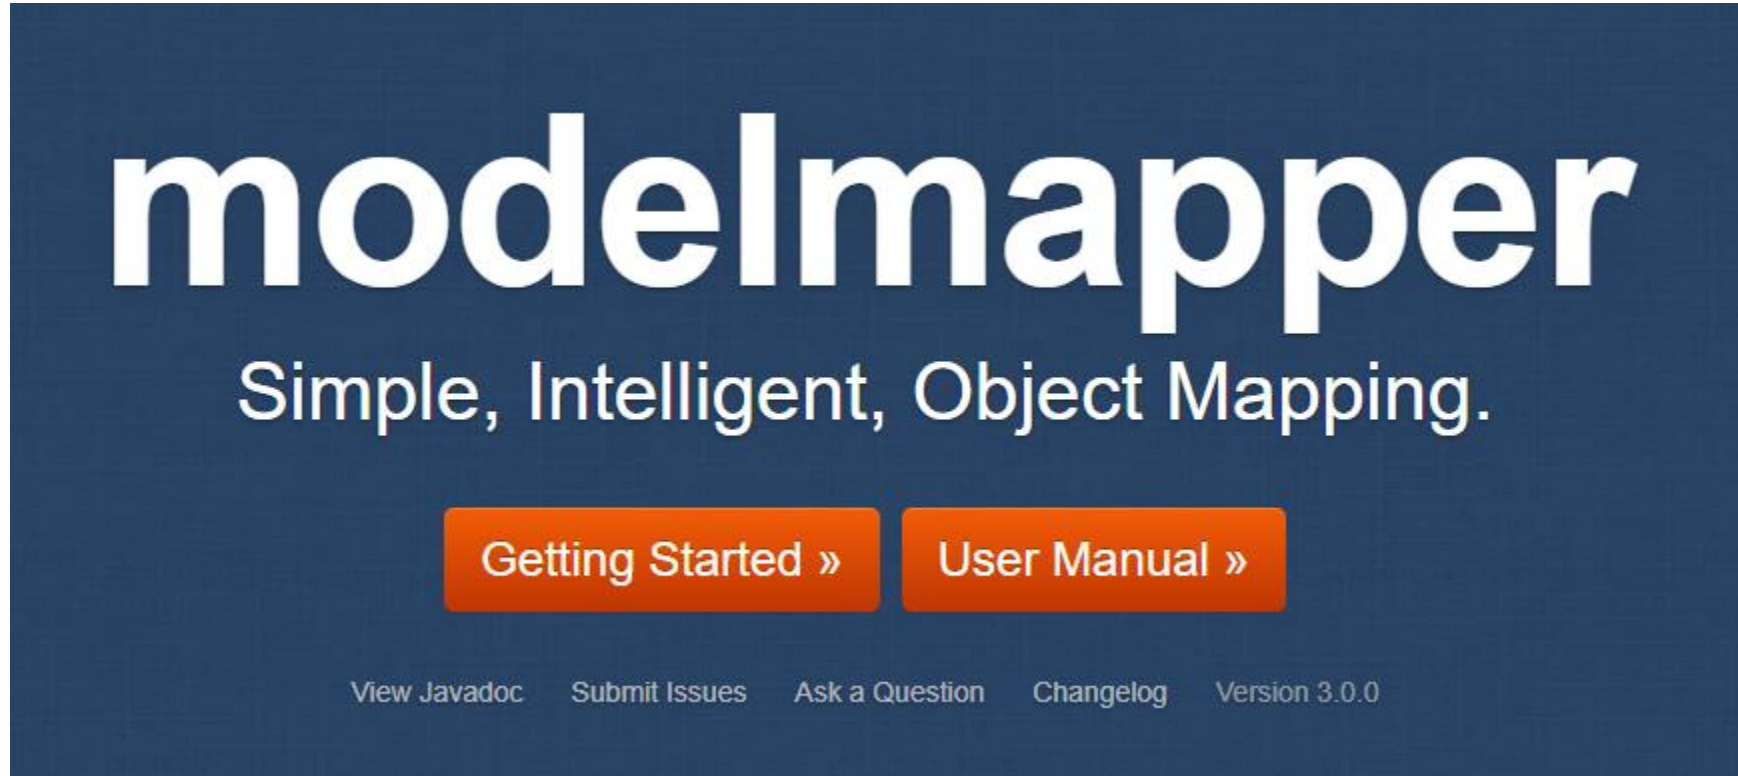 modelmapper
Simple, Intelligent, Object Mapping.
Getting Started » User Manual »
View Javadoc Submit Issues Ask a Question Changelog Version 3.0.0